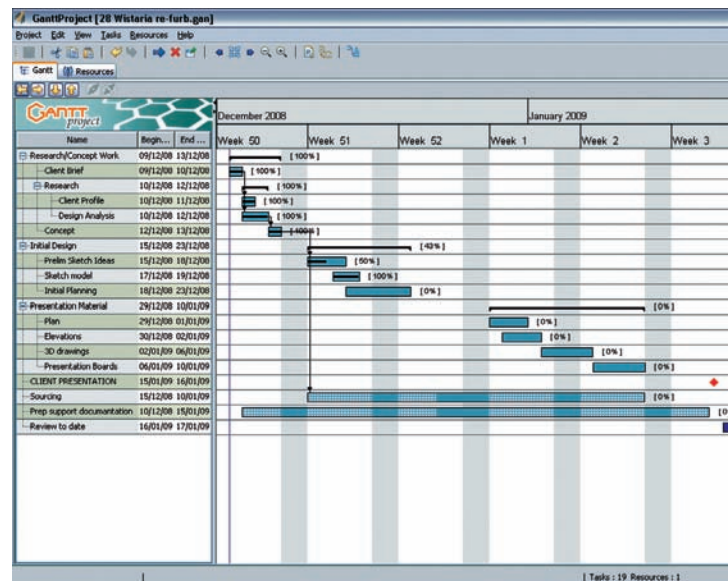 GanttProject [28 Wistaria re-furb.gan]
Project Edit View Tasks Resources Help
Gantt Resources
GANTT project
December 2008 January 2009
Name Begin... End ... Week 50 Week 51 Week 52 Week 1 Week 2 Week 3
Research/Concept Work 09/12/08 13/12/08 [100%]
Client Brief 09/12/08 10/12/08 [100%]
Research 10/12/08 12/12/08 [100%]
Client Profile 10/12/08 11/12/08 [100%]
Design Analysis 10/12/08 12/12/08 [100%]
Concept 12/12/08 13/12/08 [100%]
Initial Design 15/12/08 23/12/08 [43%]
Prelim Sketch Ideas 15/12/08 18/12/08 [50%]
Sketch model 17/12/08 19/12/08 [100%]
Initial Planning 18/12/08 23/12/08 [0%]
Presentation Material 29/12/08 10/01/09 [0%]
Plan 29/12/08 01/01/09 [0%]
Elevations 30/12/08 02/01/09 [0%]
3D drawings 02/01/09 06/01/09 [0%]
Presentation Boards 06/01/09 10/01/09 [0%]
CLIENT PRESENTATION 15/01/09 16/01/09
Sourcing 15/12/08 10/01/09 [0%]
Prep support documantation 10/12/08 15/01/09 [0
Review to date 16/01/09 17/01/09
Tasks : 19 Resources : 1